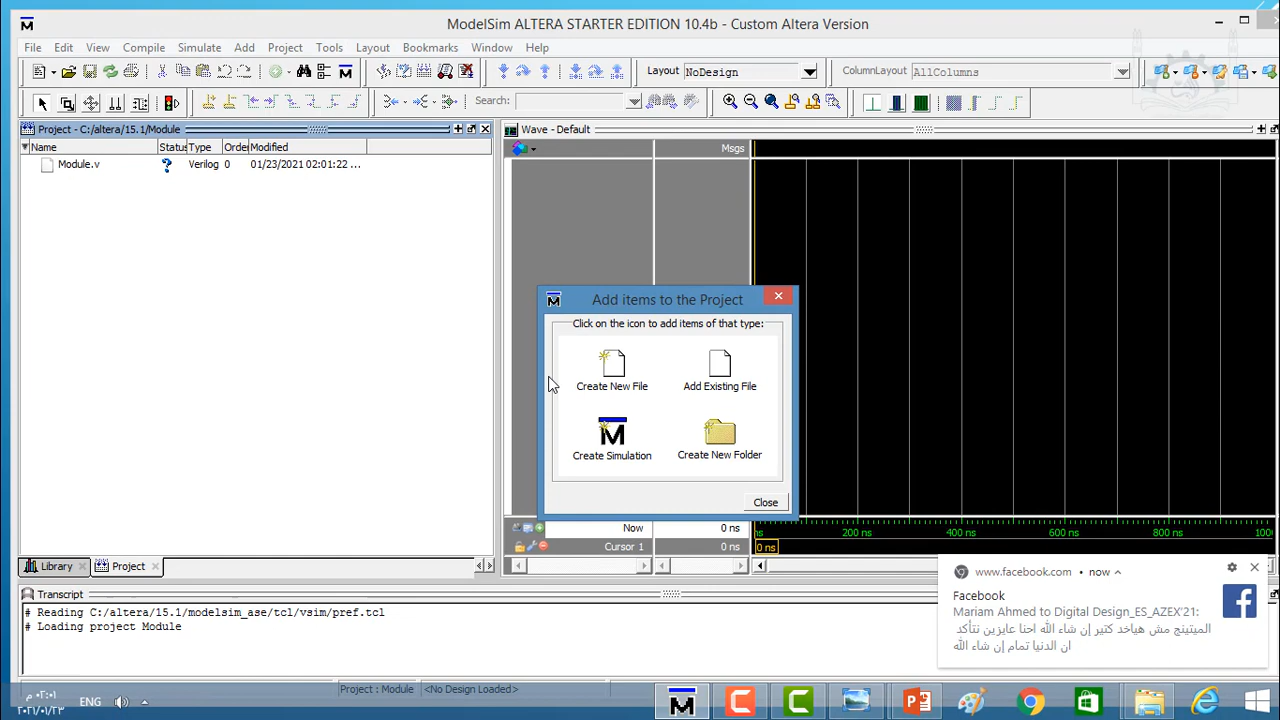 ModelSim ALTERA STARTER EDITION 10.4b - Custom Altera Version
File Edit View Compile Simulate Add Project Tools Layout Bookmarks Window Help
Layout NoDesign ColumnLayout AllColumns
Search:
Project - C:/altera/15.1/Module
Wave - Default
Name Status Type Order Modified
Msgs
Module.v Verilog 0 01/23/2021 02:01:22 ...
Add items to the Project
Click on the icon to add items of that type:
Create New File Add Existing File
Create Simulation Create New Folder
Close
Now 0 ns
ns 200 ns 400 ns 600 ns 800 ns 100
Cursor 1 0 ns
0 ns
Library Project
Transcript
# Reading C:/altera/15.1/modelsim_ase/tcl/vsim/pref.tcl
# Loading project Module
www.facebook.com • now
Facebook
Mariam Ahmed to Digital Design_ES_AZEX'21:
الميتينج مش هياخد كتير إن شاء الله احنا عايزين نتأكد
ان الدنيا تمام إن شاء الله
Project : Module <No Design Loaded>
٠٢:٠١ م
٢٠٢١/٠١/٢٣
ENG